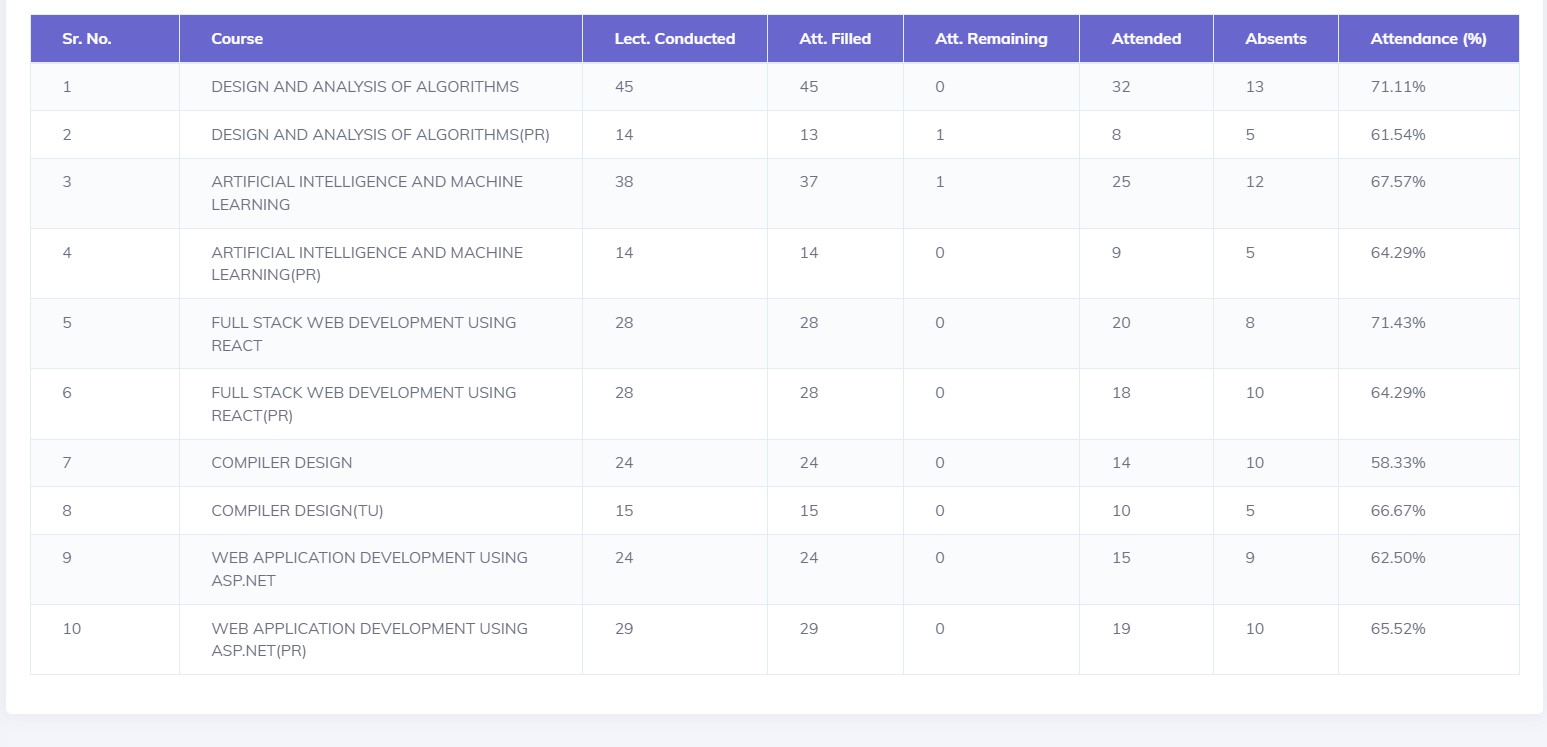 Sr. No. Course Lect. Conducted Att. Filled Att. Remaining Attended Absents Attendance (%)
1 DESIGN AND ANALYSIS OF ALGORITHMS 45 45 0 32 13 71.11%
2 DESIGN AND ANALYSIS OF ALGORITHMS(PR) 14 13 1 8 5 61.54%
3 ARTIFICIAL INTELLIGENCE AND MACHINE 38 37 1 25 12 67.57%
LEARNING
4 ARTIFICIAL INTELLIGENCE AND MACHINE 14 14 0 9 5 64.29%
LEARNING(PR)
5 FULL STACK WEB DEVELOPMENT USING 28 28 0 20 8 71.43%
REACT
6 FULL STACK WEB DEVELOPMENT USING 28 28 0 18 10 64.29%
REACT(PR)
7 COMPILER DESIGN 24 24 0 14 10 58.33%
8 COMPILER DESIGN(TU) 15 15 0 10 5 66.67%
9 WEB APPLICATION DEVELOPMENT USING 24 24 0 15 9 62.50%
ASP.NET
10 WEB APPLICATION DEVELOPMENT USING 29 29 0 19 10 65.52%
ASP.NET(PR)